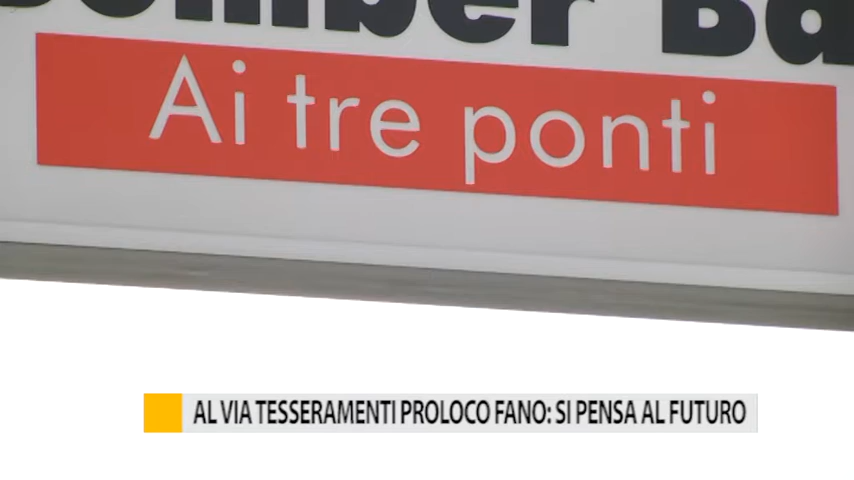 Ai tre ponti
AL VIA TESSERAMENTI PROLOCO FANO: SI PENSA AL FUTURO